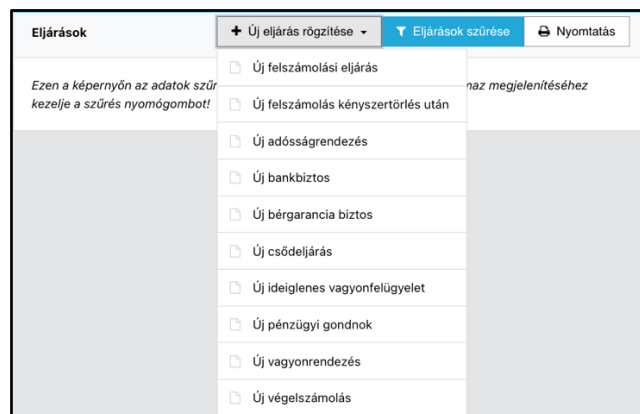 Eljárások
Új eljárás rögzítése
Eljárások szűrése
Nyomtatás
Ezen a képernyőn az adatok szűr
maz megjelenítéséhez
kezelje a szűrés nyomógombot!
Új felszámolási eljárás
Új felszámolás kényszertörlés után
Új adósságrendezés
Új bankbiztos
Új bérgarancia biztos
Új csődeljárás
Új ideiglenes vagyonfelügyelet
Új pénzügyi gondnok
Új vagyonrendezés
Új végelszámolás